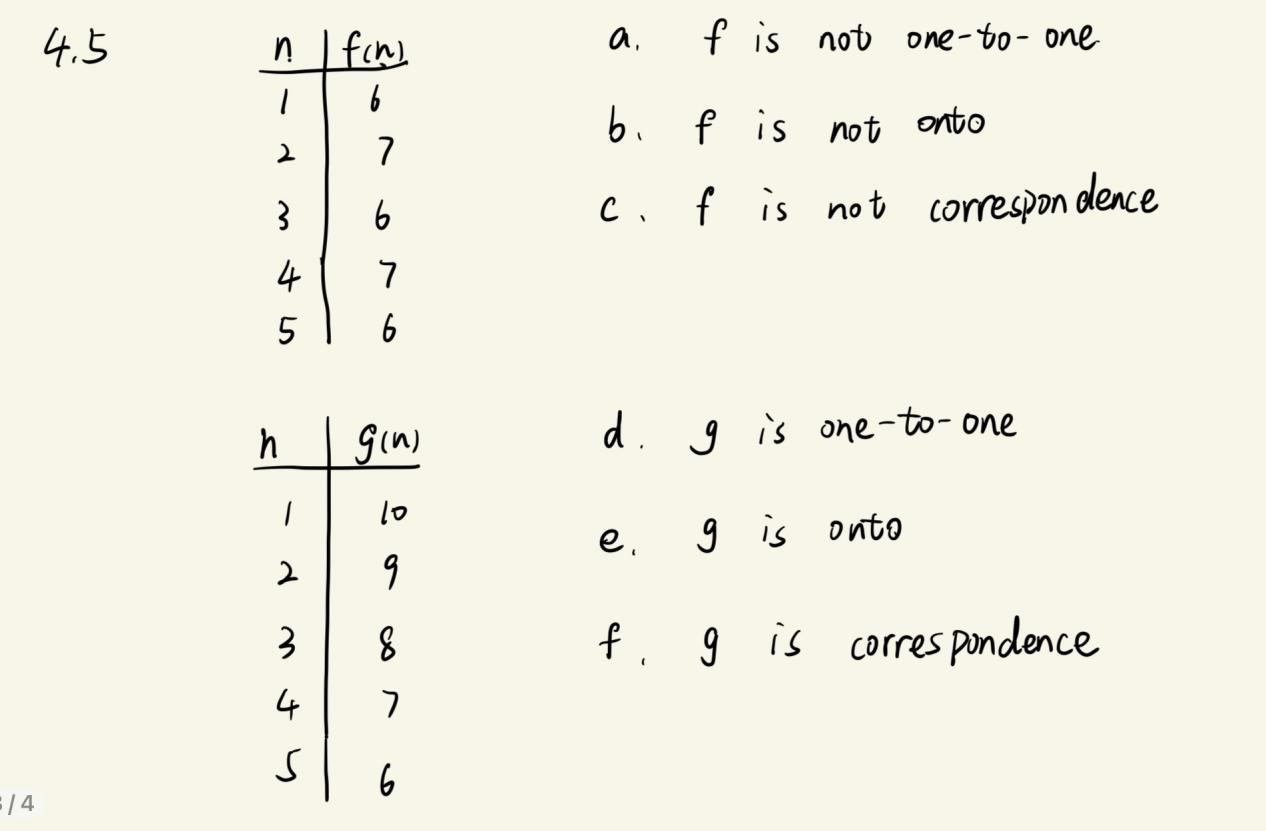 4.5
n f(n)
1 6
2 7
3 6
4 7
5 6
a. f is not one-to-one
b. f is not onto
c. f is not correspondence
n g(n)
1 10
2 9
3 8
4 7
5 6
d. g is one-to-one
e. g is onto
f. g is correspondence
/4